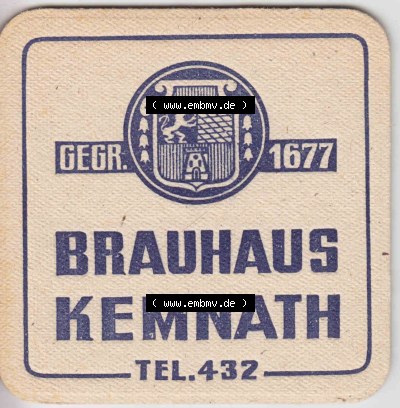 ( www.embmv.de )
GEGR. 1677
BRAUHAUS
KEMNATH
( www.embmv.de )
TEL.432